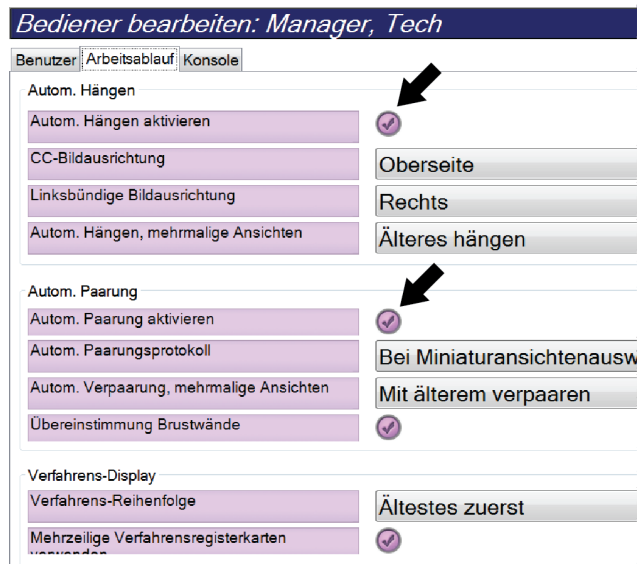 Bediener bearbeiten: Manager, Tech
Benutzer Arbeitsablauf Konsole
Autom. Hängen
Autom. Hängen aktivieren
CC-Bildausrichtung Oberseite
Linksbündige Bildausrichtung Rechts
Autom. Hängen, mehrmalige Ansichten Älteres hängen
Autom. Paarung
Autom. Paarung aktivieren
Autom. Paarungsprotokoll Bei Miniaturansichtenausw
Autom. Verpaarung, mehrmalige Ansichten Mit älterem verpaaren
Übereinstimmung Brustwände
Verfahrens-Display
Verfahrens-Reihenfolge Ältestes zuerst
Mehrzeilige Verfahrensregisterkarten